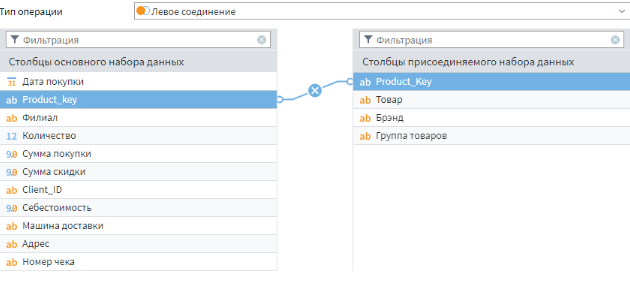 Тип операции Левое соединение
Фильтрация Фильтрация
Столбцы основного набора данных Столбцы присоединяемого набора данных
31 Дата покупки ab Product_Key
ab Product_key ab Товар
ab Филиал ab Брэнд
12 Количество ab Группа товаров
9.0 Сумма покупки
9.0 Сумма скидки
ab Client_ID
9.0 Себестоимость
ab Машина доставки
ab Адрес
ab Номер чека